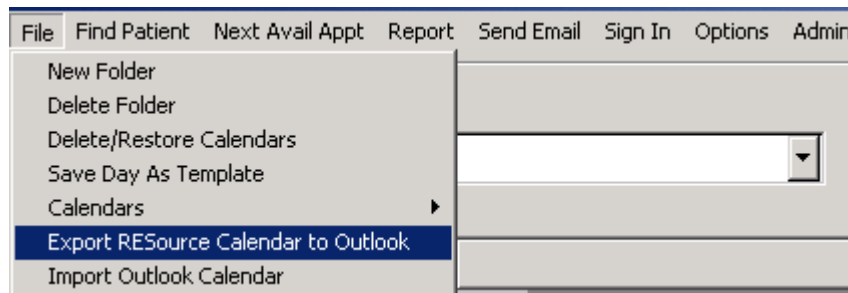 File Find Patient Next Avail Appt Report Send Email Sign In Options Admin
New Folder
Delete Folder
Delete/Restore Calendars
Save Day As Template
Calendars
Export RESource Calendar to Outlook
Import Outlook Calendar